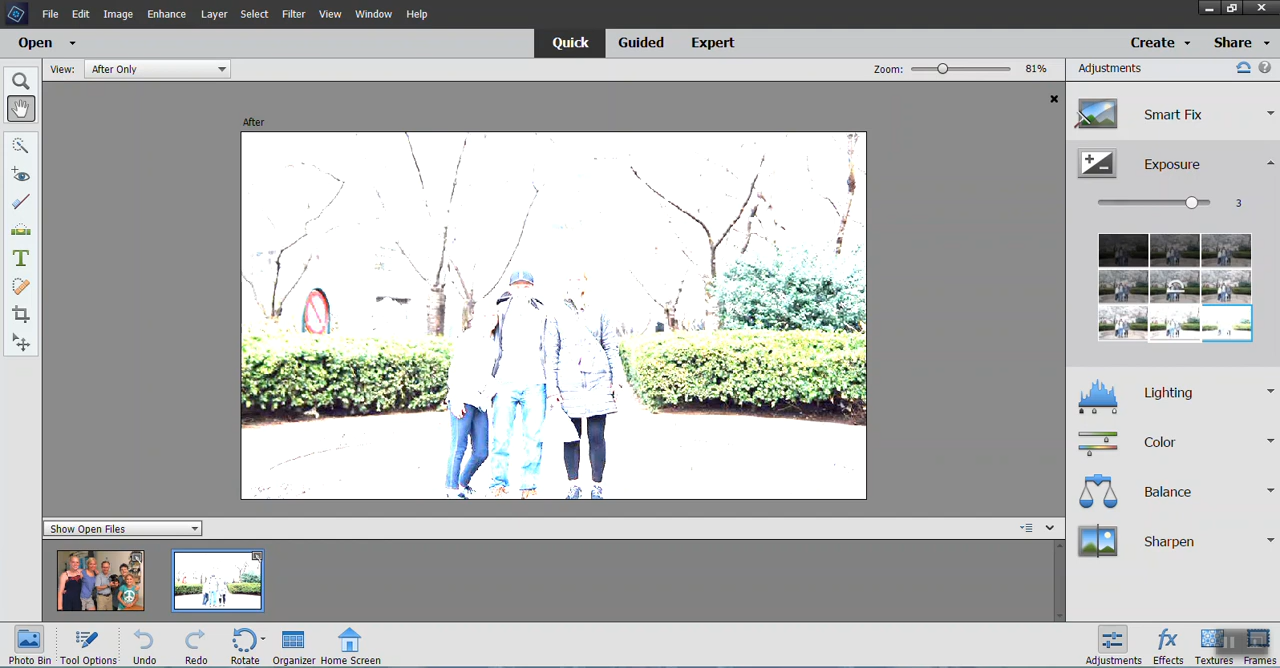 File Edit Image Enhance Layer Select Filter View Window Help
Open Quick Guided Expert Create Share
View: After Only Zoom: 81% Adjustments
After
Smart Fix
Exposure
3
T
Lighting
Color
Balance
Sharpen
Show Open Files
Photo Bin Tool Options Undo Redo Rotate Organizer Home Screen Adjustments Effects Textures Frames